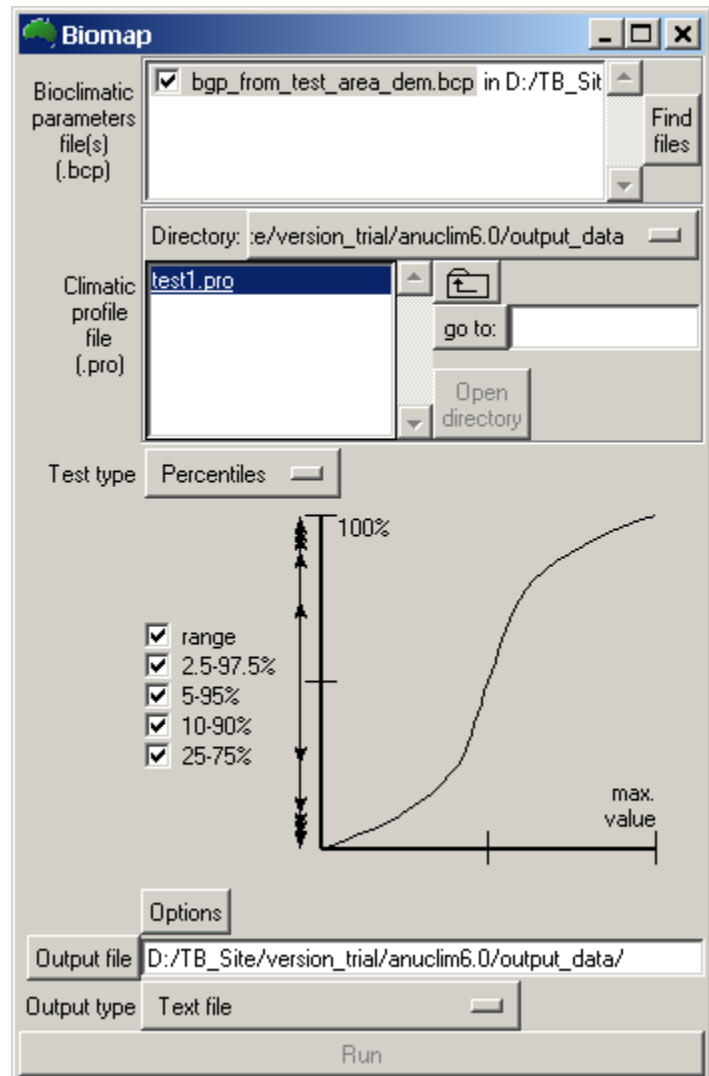 Biomap
Bioclimatic
parameters
file(s)
(.bcp)
bgp_from_test_area_dem.bcp in D:/TB_Sit
Find
files
Directory: :e/version_trial/anuclim6.0/output_data
Climatic
profile
file
(.pro)
test1.pro
go to:
Open
directory
Test type Percentiles
100%
range
2.5-97.5%
5-95%
10-90%
25-75%
max.
value
Options
Output file D:/TB_Site/version_trial/anuclim6.0/output_data/
Output type Text file
Run